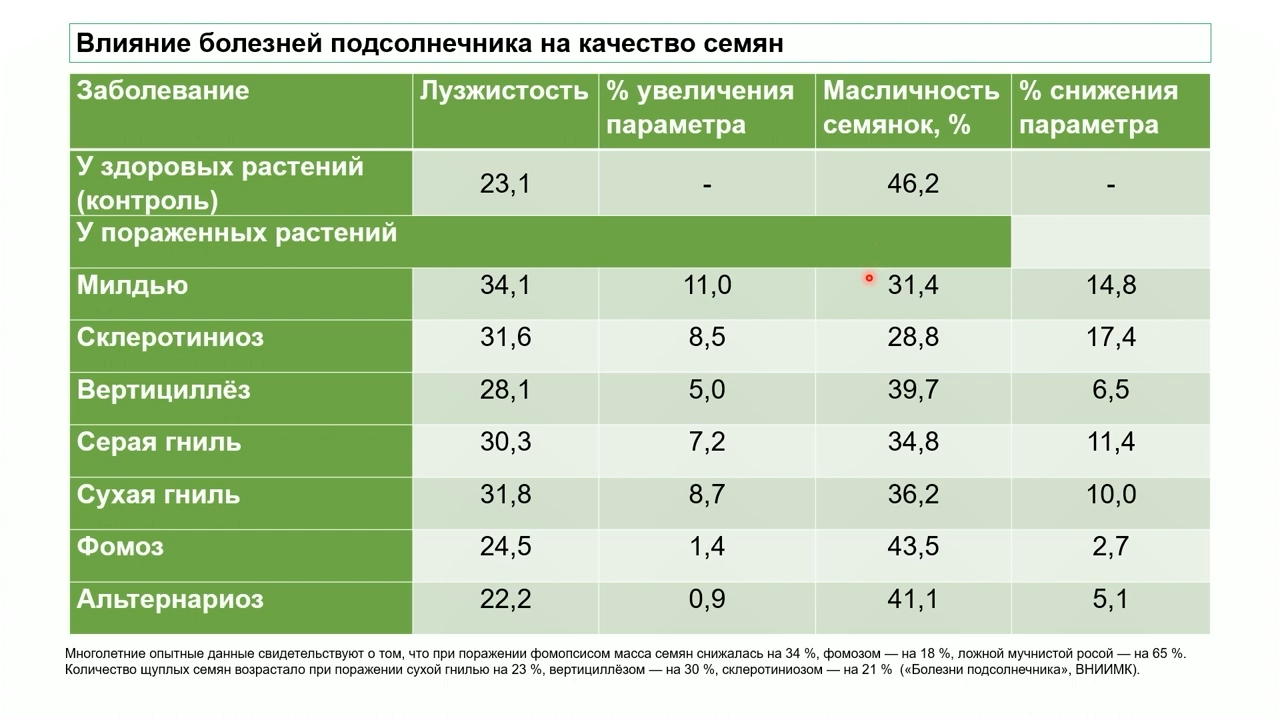 Влияние болезней подсолнечника на качество семян
Заболевание Лузжистость % увеличения параметра Масличность семянок, % % снижения параметра
У здоровых растений (контроль) 23,1 - 46,2 -
У пораженных растений
Милдью 34,1 11,0 31,4 14,8
Склеротиниоз 31,6 8,5 28,8 17,4
Вертициллёз 28,1 5,0 39,7 6,5
Серая гниль 30,3 7,2 34,8 11,4
Сухая гниль 31,8 8,7 36,2 10,0
Фомоз 24,5 1,4 43,5 2,7
Альтернариоз 22,2 0,9 41,1 5,1
Многолетние опытные данные свидетельствуют о том, что при поражении фомопсисом масса семян снижалась на 34 %, фомозом — на 18 %, ложной мучнистой росой — на 65 %.
Количество щуплых семян возрастало при поражении сухой гнилью на 23 %, вертициллёзом — на 30 %, склеротиниозом — на 21 % («Болезни подсолнечника», ВНИИМК).